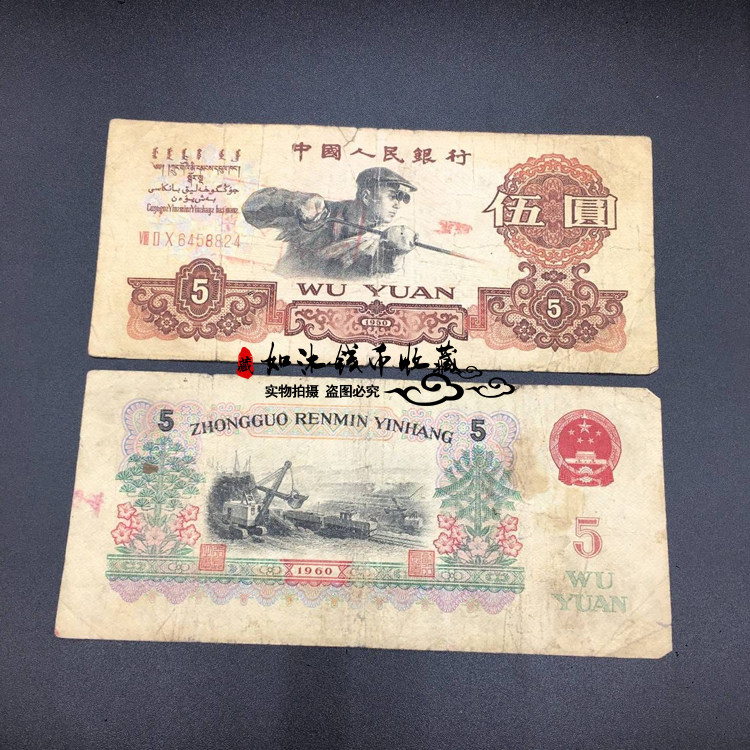 中國人民銀行
伍圓
Ⅷ Ⅱ Ⅹ 6458824
5
WU YUAN
5
1960
藏
如沐钱币收藏
实物拍摄 盗图必究
5
ZHONGGUO RENMIN YINHANG
5
5
WU
YUAN
1960